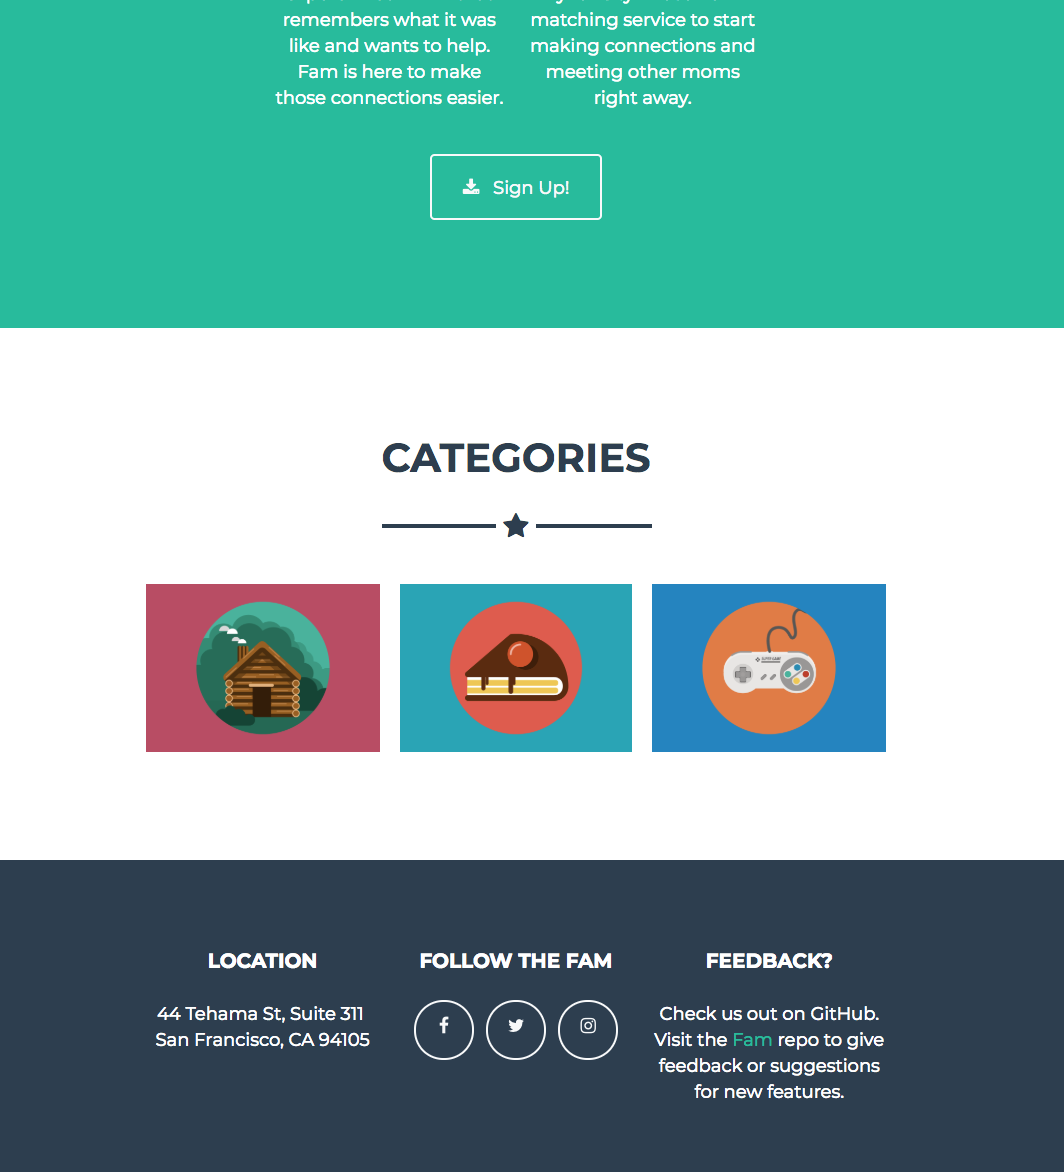 remembers what it was
like and wants to help.
Fam is here to make
those connections easier.
matching service to start
making connections and
meeting other moms
right away.
Sign Up!
CATEGORIES
SUPER GAME
LOCATION
44 Tehama St, Suite 311
San Francisco, CA 94105
FOLLOW THE FAM
FEEDBACK?
Check us out on GitHub.
Visit the Fam repo to give
feedback or suggestions
for new features.